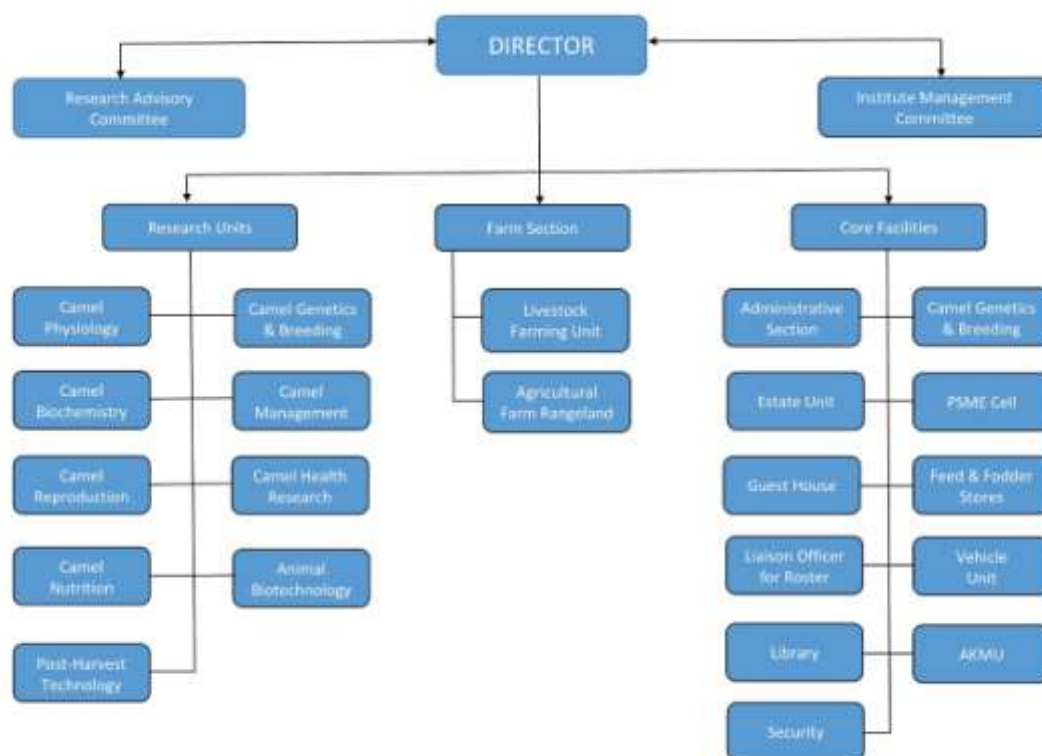 DIRECTOR
Research Advisory
Committee
Institute Management
Committee
Research Units
Farm Section
Core Facilities
Camel
Physiology
Camel Genetics
& Breeding
Camel
Biochemistry
Camel
Management
Camel
Reproduction
Camel Health
Research
Camel
Nutrition
Animal
Biotechnology
Post-Harvest
Technology
Livestock
Farming Unit
Agricultural
Farm Rangeland
Administrative
Section
Camel Genetics
& Breeding
Estate Unit
PSME Cell
Guest House
Feed & Fodder
Stores
Liaison Officer
for Roster
Vehicle
Unit
Library
AKMU
Security